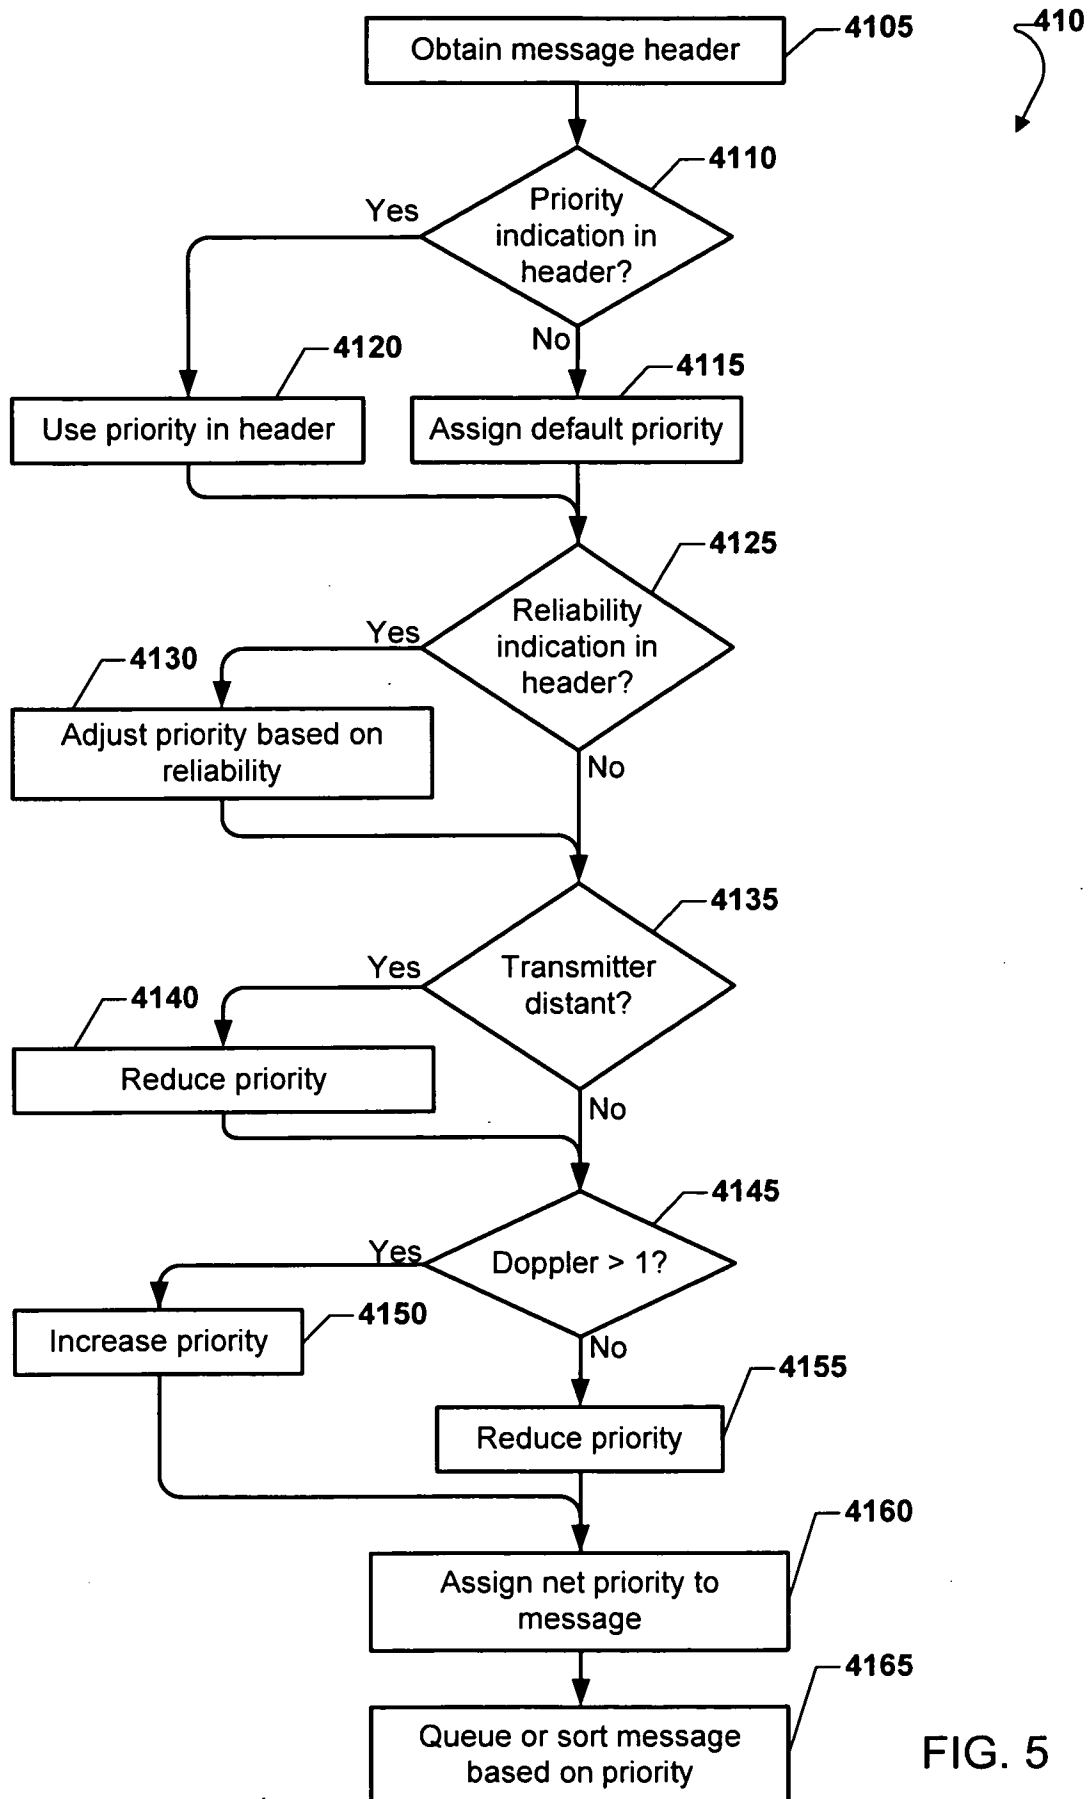 Obtain message header
4105
410
4110
Priority
indication in
header?
Yes
No
4120
4115
Use priority in header
Assign default priority
4125
Reliability
indication in
header?
Yes
4130
Adjust priority based on
reliability
No
4135
Transmitter
distant?
Yes
4140
Reduce priority
No
4145
Doppler > 1?
Yes
4150
Increase priority
No
4155
Reduce priority
4160
Assign net priority to
message
4165
Queue or sort message
based on priority
FIG. 5